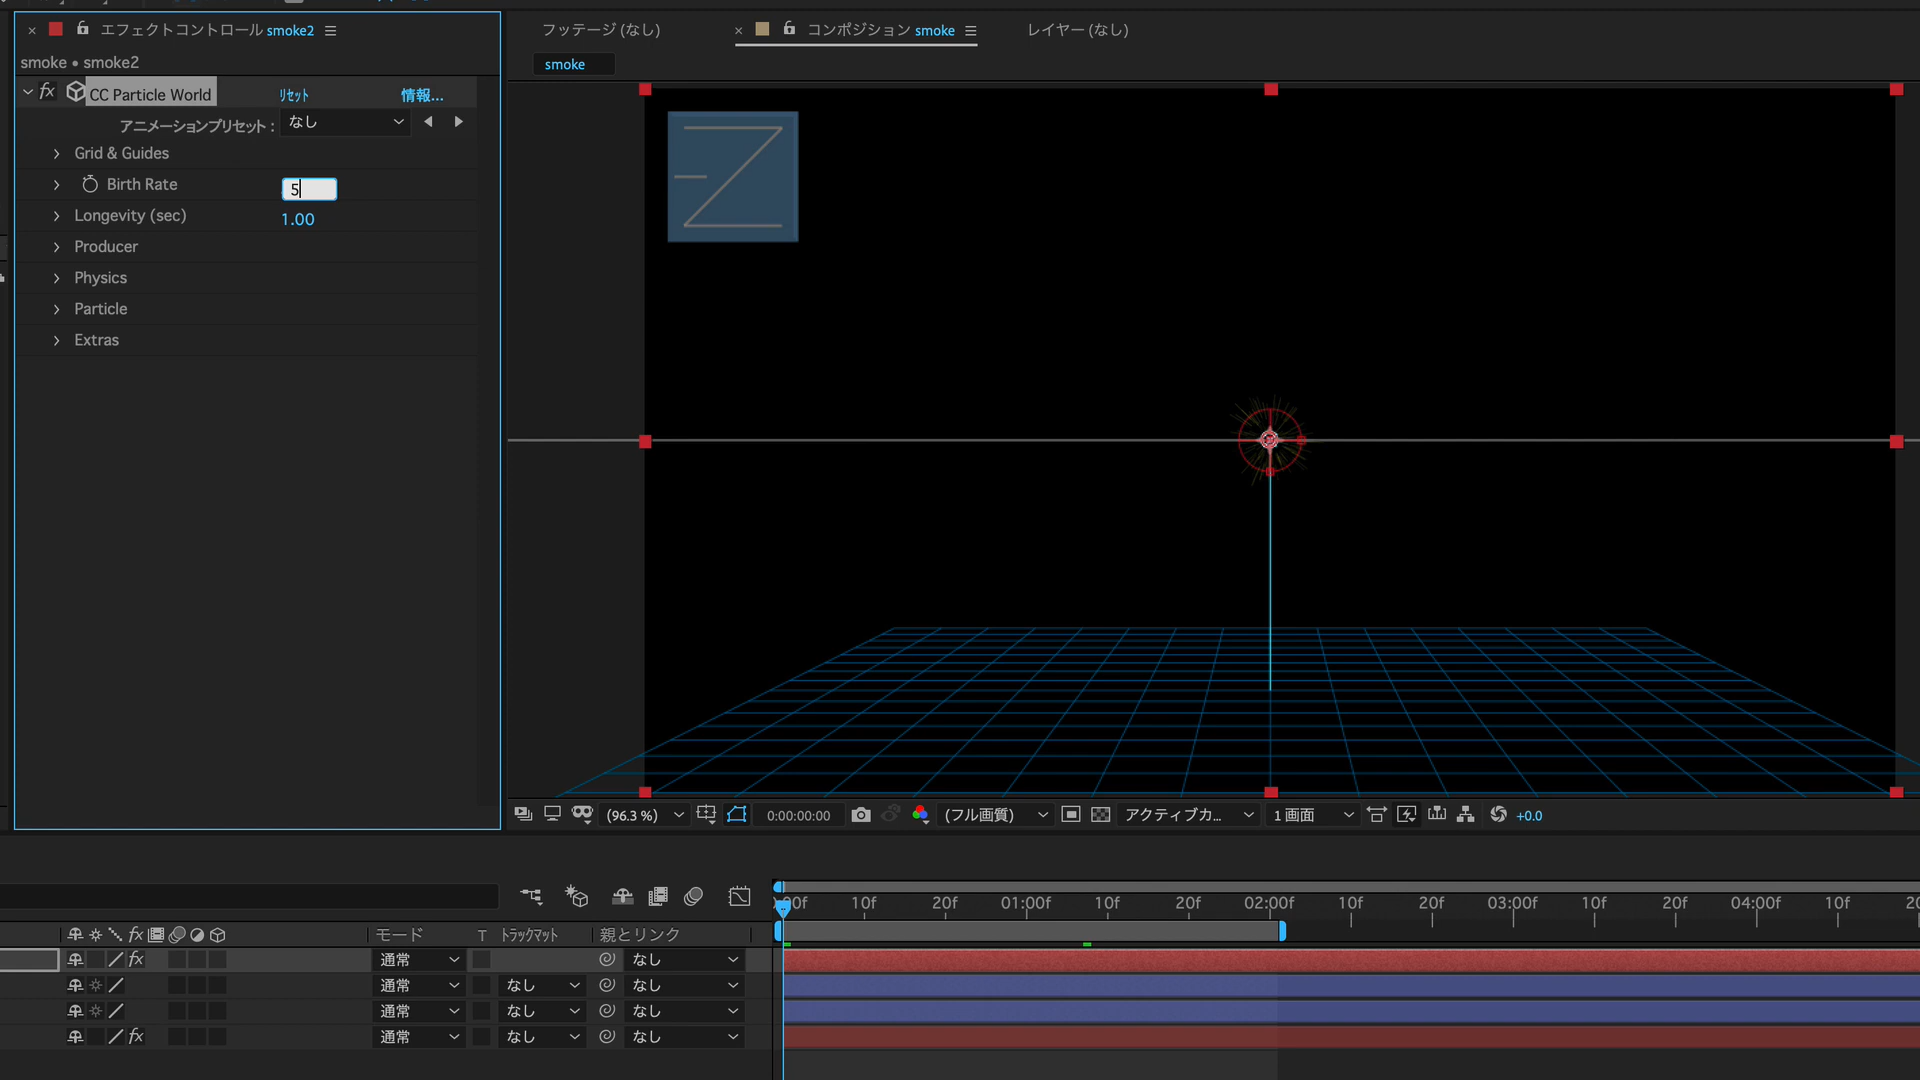 エフェクトコントロール smoke2
smoke • smoke2
fx CC Particle World リセット 情報...
アニメーションプリセット : なし
Grid & Guides
Birth Rate 5
Longevity (sec) 1.00
Producer
Physics
Particle
Extras
フッテージ (なし) コンポジション smoke レイヤー (なし)
smoke
(96.3 %) 0:00:00:00 (フル画質) アクティブカ... 1 画面 +0.0
10f 20f 01:00f 10f 20f 02:00f 10f 20f 03:00f 10f 20f 04:00f 10f
fx モード T トラックマット 親とリンク
fx 通常 なし
通常 なし なし
通常 なし なし
fx 通常 なし なし